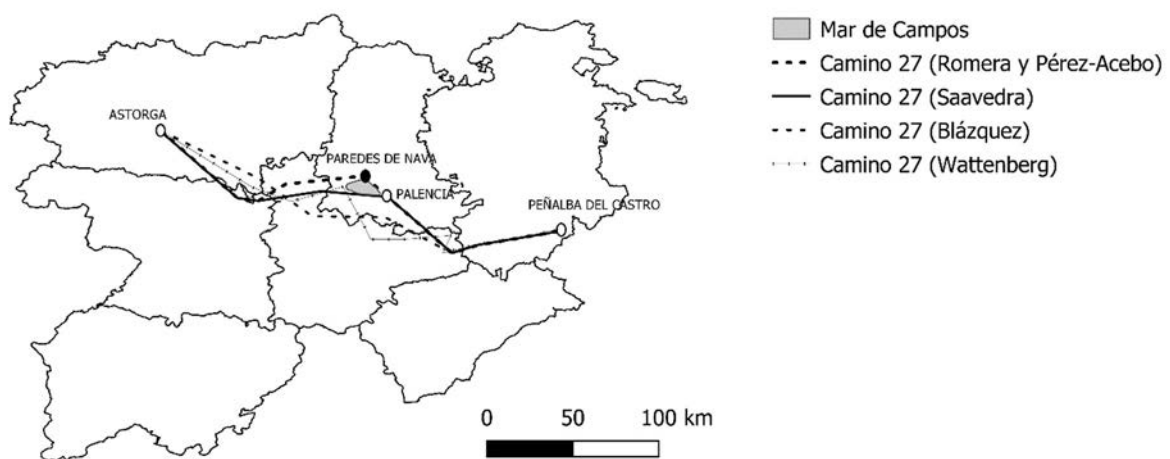 Mar de Campos
Camino 27 (Romera y Pérez-Acebo)
Camino 27 (Saavedra)
Camino 27 (Blázquez)
Camino 27 (Wattenberg)
ASTORGA
PAREDES DE NAVA
PALENCIA
PEÑALBA DEL CASTRO
0 50 100 km